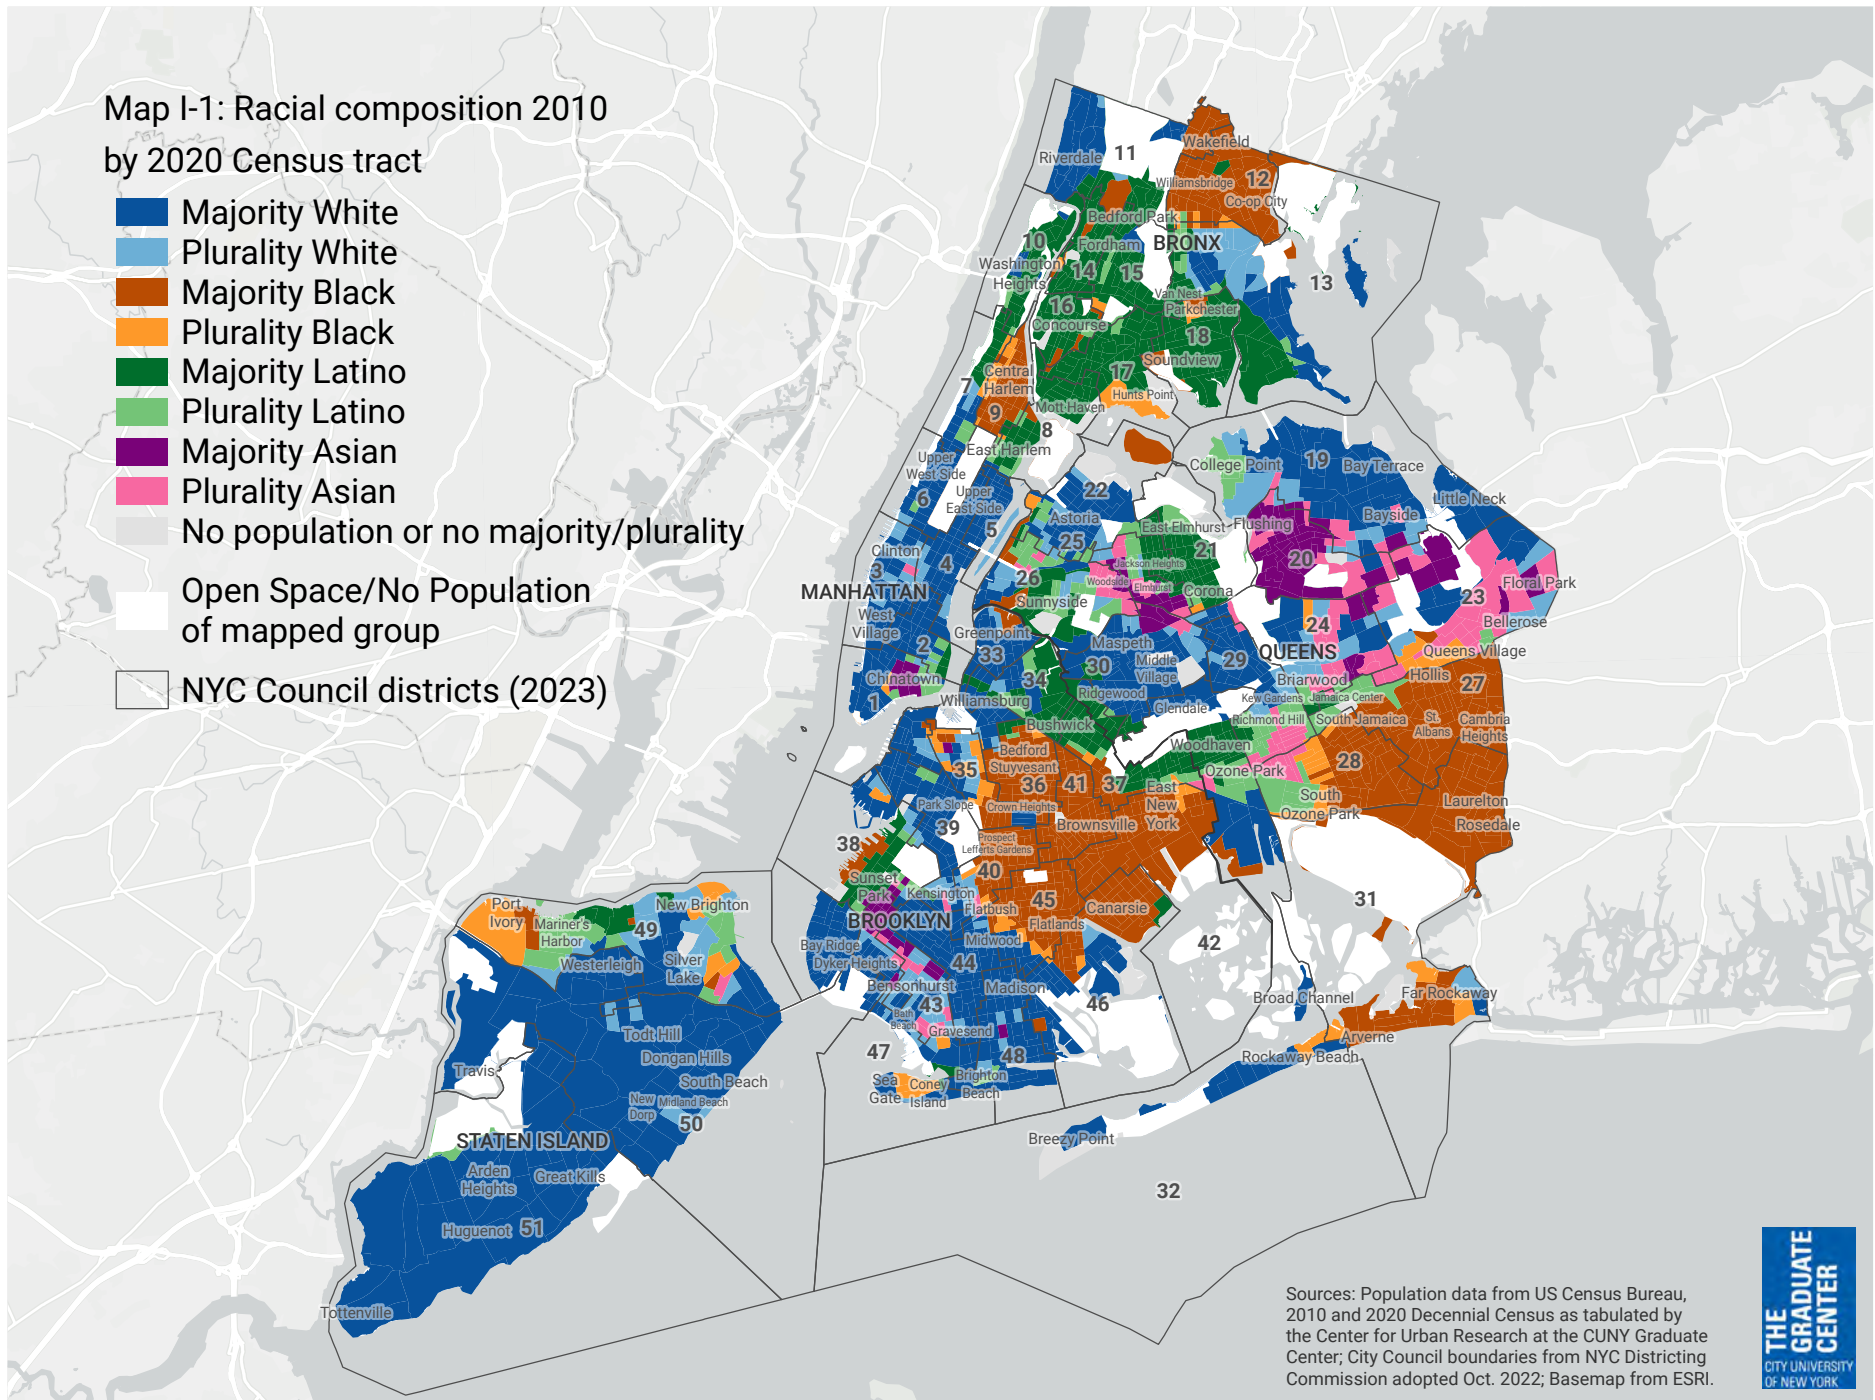 Map I-1: Racial composition 2010
by 2020 Census tract
Majority White
Plurality White
Majority Black
Plurality Black
Majority Latino
Plurality Latino
Majority Asian
Plurality Asian
No population or no majority/plurality
Open Space/No Population
of mapped group
NYC Council districts (2023)
Riverdale
11
Wakefield
Williamsbridge
12
Co-op City
Bedford Park
10
Fordham
BRONX
Washington
Heights
14
15
13
Van Nest
Parkchester
16
Concourse
18
Soundview
17
Central
Harlem
7
Hunts Point
9
Mott Haven
8
East Harlem
Upper
West Side
6
Upper
East Side
5
College Point
19
Bay Terrace
22
Little Neck
Astoria
25
East Elmhurst
Flushing
Bayside
Clinton
4
3
21
20
Jackson Heights
MANHATTAN
26
Woodside
Elmhurst
Corona
Floral Park
23
Sunnyside
West
Village
2
Greenpoint
33
Maspeth
30
Middle
Village
29
24
QUEENS
Bellerose
Queens Village
Chinatown
1
34
Ridgewood
Briarwood
Hollis
27
Williamsburg
Glendale
Kew Gardens
Jamaica Center
Bushwick
Richmond Hill
South Jamaica
St.
Albans
Cambria
Heights
Woodhaven
Bedford
Stuyvesant
35
36
41
37
Ozone Park
28
East
New
York
South
Ozone Park
Laurelton
Park Slope
Crown Heights
39
Brownsville
Rosedale
38
Prospect
Lefferts Gardens
40
Sunset
Park
Kensington
45
31
BROOKLYN
Flatbush
Flatlands
Canarsie
Bay Ridge
Midwood
42
Dyker Heights
44
Bensonhurst
Madison
Broad Channel
Far Rockaway
43
46
Bath
Beach
Gravesend
Arverne
47
48
Rockaway Beach
Sea
Gate
Coney
Island
Brighton
Beach
Breezy Point
32
Port
Ivory
Mariner's
Harbor
New Brighton
49
Westerleigh
Silver
Lake
Todt Hill
Dongan Hills
Travis
South Beach
New
Dorp
Midland Beach
50
STATEN ISLAND
Arden
Heights
Great Kills
Huguenot
51
Tottenville
Sources: Population data from US Census Bureau,
2010 and 2020 Decennial Census as tabulated by
the Center for Urban Research at the CUNY Graduate
Center; City Council boundaries from NYC Districting
Commission adopted Oct. 2022; Basemap from ESRI.
THE
GRADUATE
CENTER
CITY UNIVERSITY
OF NEW YORK